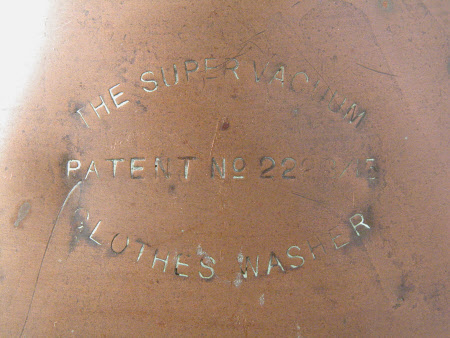 THE SUPER VACUUM
PATENT Nº
CLOTHES WASHER